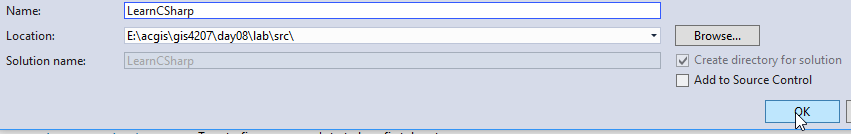 Name: LearnCSharp
Location: E:\acgis\gis4207\day08\lab\src\ Browse...
Solution name: LearnCSharp Create directory for solution
Add to Source Control
OK